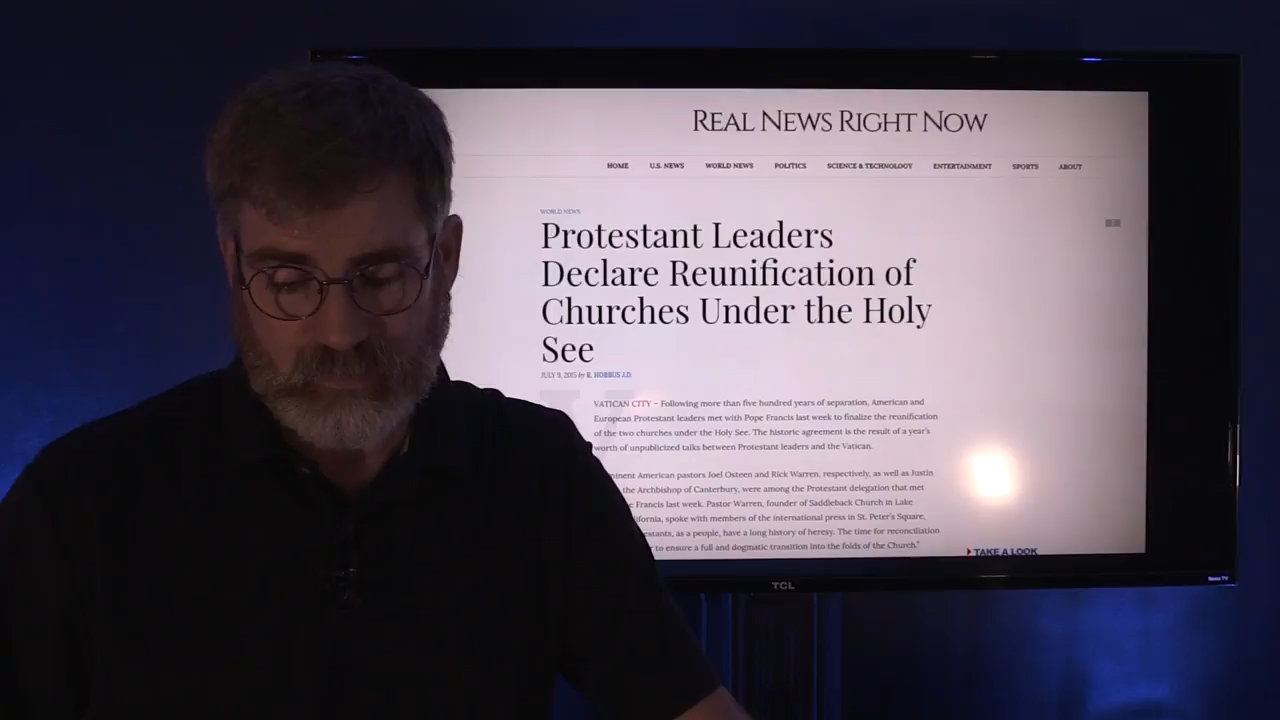 REAL NEWS RIGHT NOW
HOME U.S. NEWS WORLD NEWS POLITICS SCIENCE & TECHNOLOGY ENTERTAINMENT SPORTS ABOUT
WORLD NEWS
Protestant Leaders
Declare Reunification of
Churches Under the Holy
See
JULY 9, 2015 by R. HOBBUS J.D.
VATICAN CITY – Following more than five hundred years of separation, American and
European Protestant leaders met with Pope Francis last week to finalize the reunification
of the two churches under the Holy See. The historic agreement is the result of a year's
worth of unpublicized talks between Protestant leaders and the Vatican.
American pastors Joel Osteen and Rick Warren, respectively, as well as Justin
the Archbishop of Canterbury, were among the Protestant delegation that met
Francis last week. Pastor Warren, founder of Saddleback Church in Lake
spoke with members of the international press in St. Peter's Square,
as a people, have a long history of heresy. The time for reconciliation
to ensure a full and dogmatic transition into the folds of the Church."
TAKE A LOOK
TCL
Roku TV